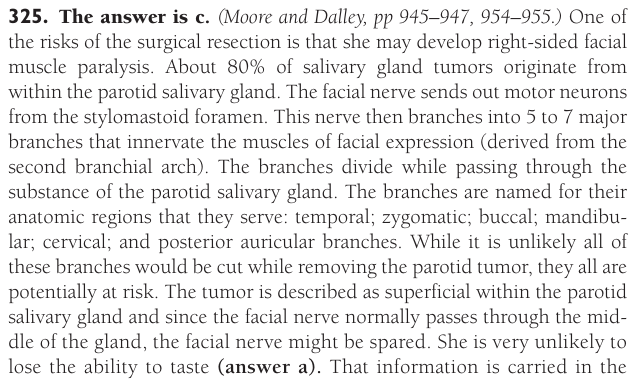 325. The answer is c. (Moore and Dalley, pp 945–947, 954–955.) One of
the risks of the surgical resection is that she may develop right-sided facial
muscle paralysis. About 80% of salivary gland tumors originate from
within the parotid salivary gland. The facial nerve sends out motor neurons
from the stylomastoid foramen. This nerve then branches into 5 to 7 major
branches that innervate the muscles of facial expression (derived from the
second branchial arch). The branches divide while passing through the
substance of the parotid salivary gland. The branches are named for their
anatomic regions that they serve: temporal; zygomatic; buccal; mandibu-
lar; cervical; and posterior auricular branches. While it is unlikely all of
these branches would be cut while removing the parotid tumor, they all are
potentially at risk. The tumor is described as superficial within the parotid
salivary gland and since the facial nerve normally passes through the mid-
dle of the gland, the facial nerve might be spared. She is very unlikely to
lose the ability to taste (answer a). That information is carried in the